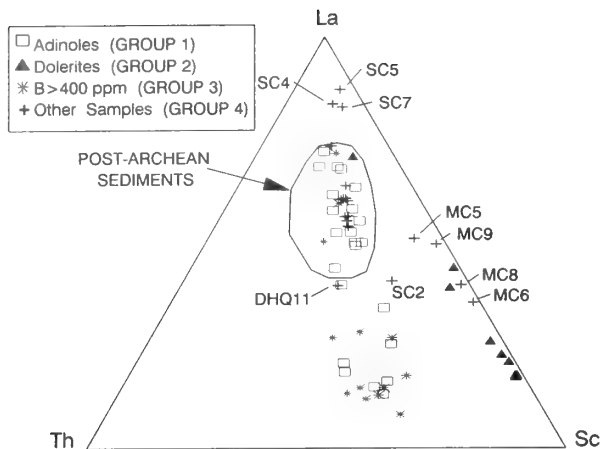 La
Adinoles (GROUP 1)
Dolerites (GROUP 2)
B>400 ppm (GROUP 3)
Other Samples (GROUP 4)
SC4
SC5
SC7
POST-ARCHEAN
SEDIMENTS
MC5
MC9
MC8
MC6
DHQ11
SC2
Th
Sc